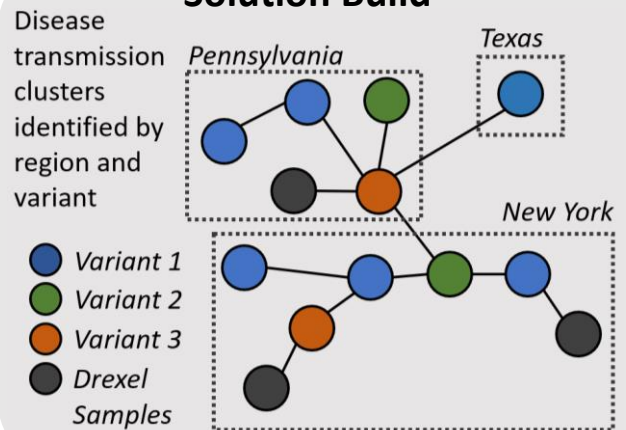 Solution Build
Disease
transmission
clusters
identified by
region and
variant
Pennsylvania
Texas
New York
Variant 1
Variant 2
Variant 3
Drexel
Samples